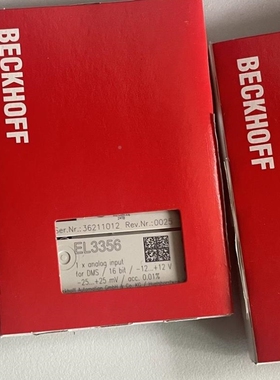 BECKHOFF
Ser.Nr.: 36211012 Rev.Nr.: 002
EL3356
1 x analog input
for DMS / 16 bit / -12...+12 V
-25...+25 mV / acc. 0.01%
BECKHOFF